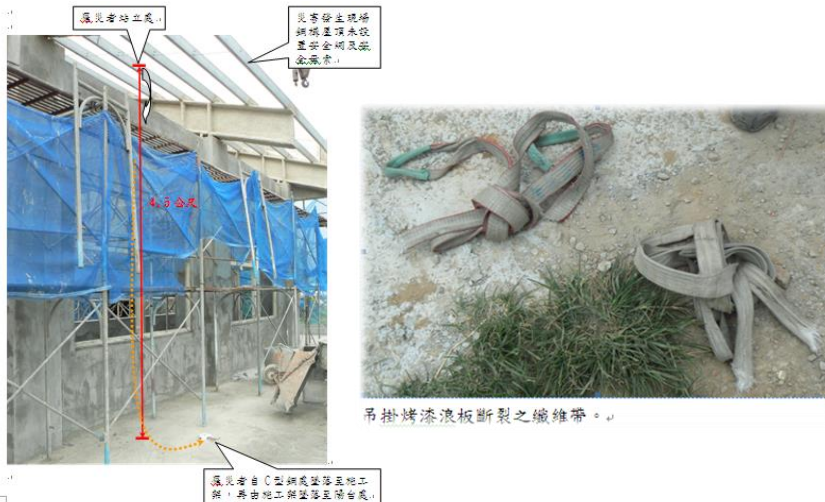 罹災者站立處
災害發生現場
鋼構屋頂未設
置安全網及安
全母索
4.5公尺
罹災者自C型鋼處墜落至施工
架，再由施工架墜落至陽台處
吊掛烤漆浪板斷裂之纖維帶。